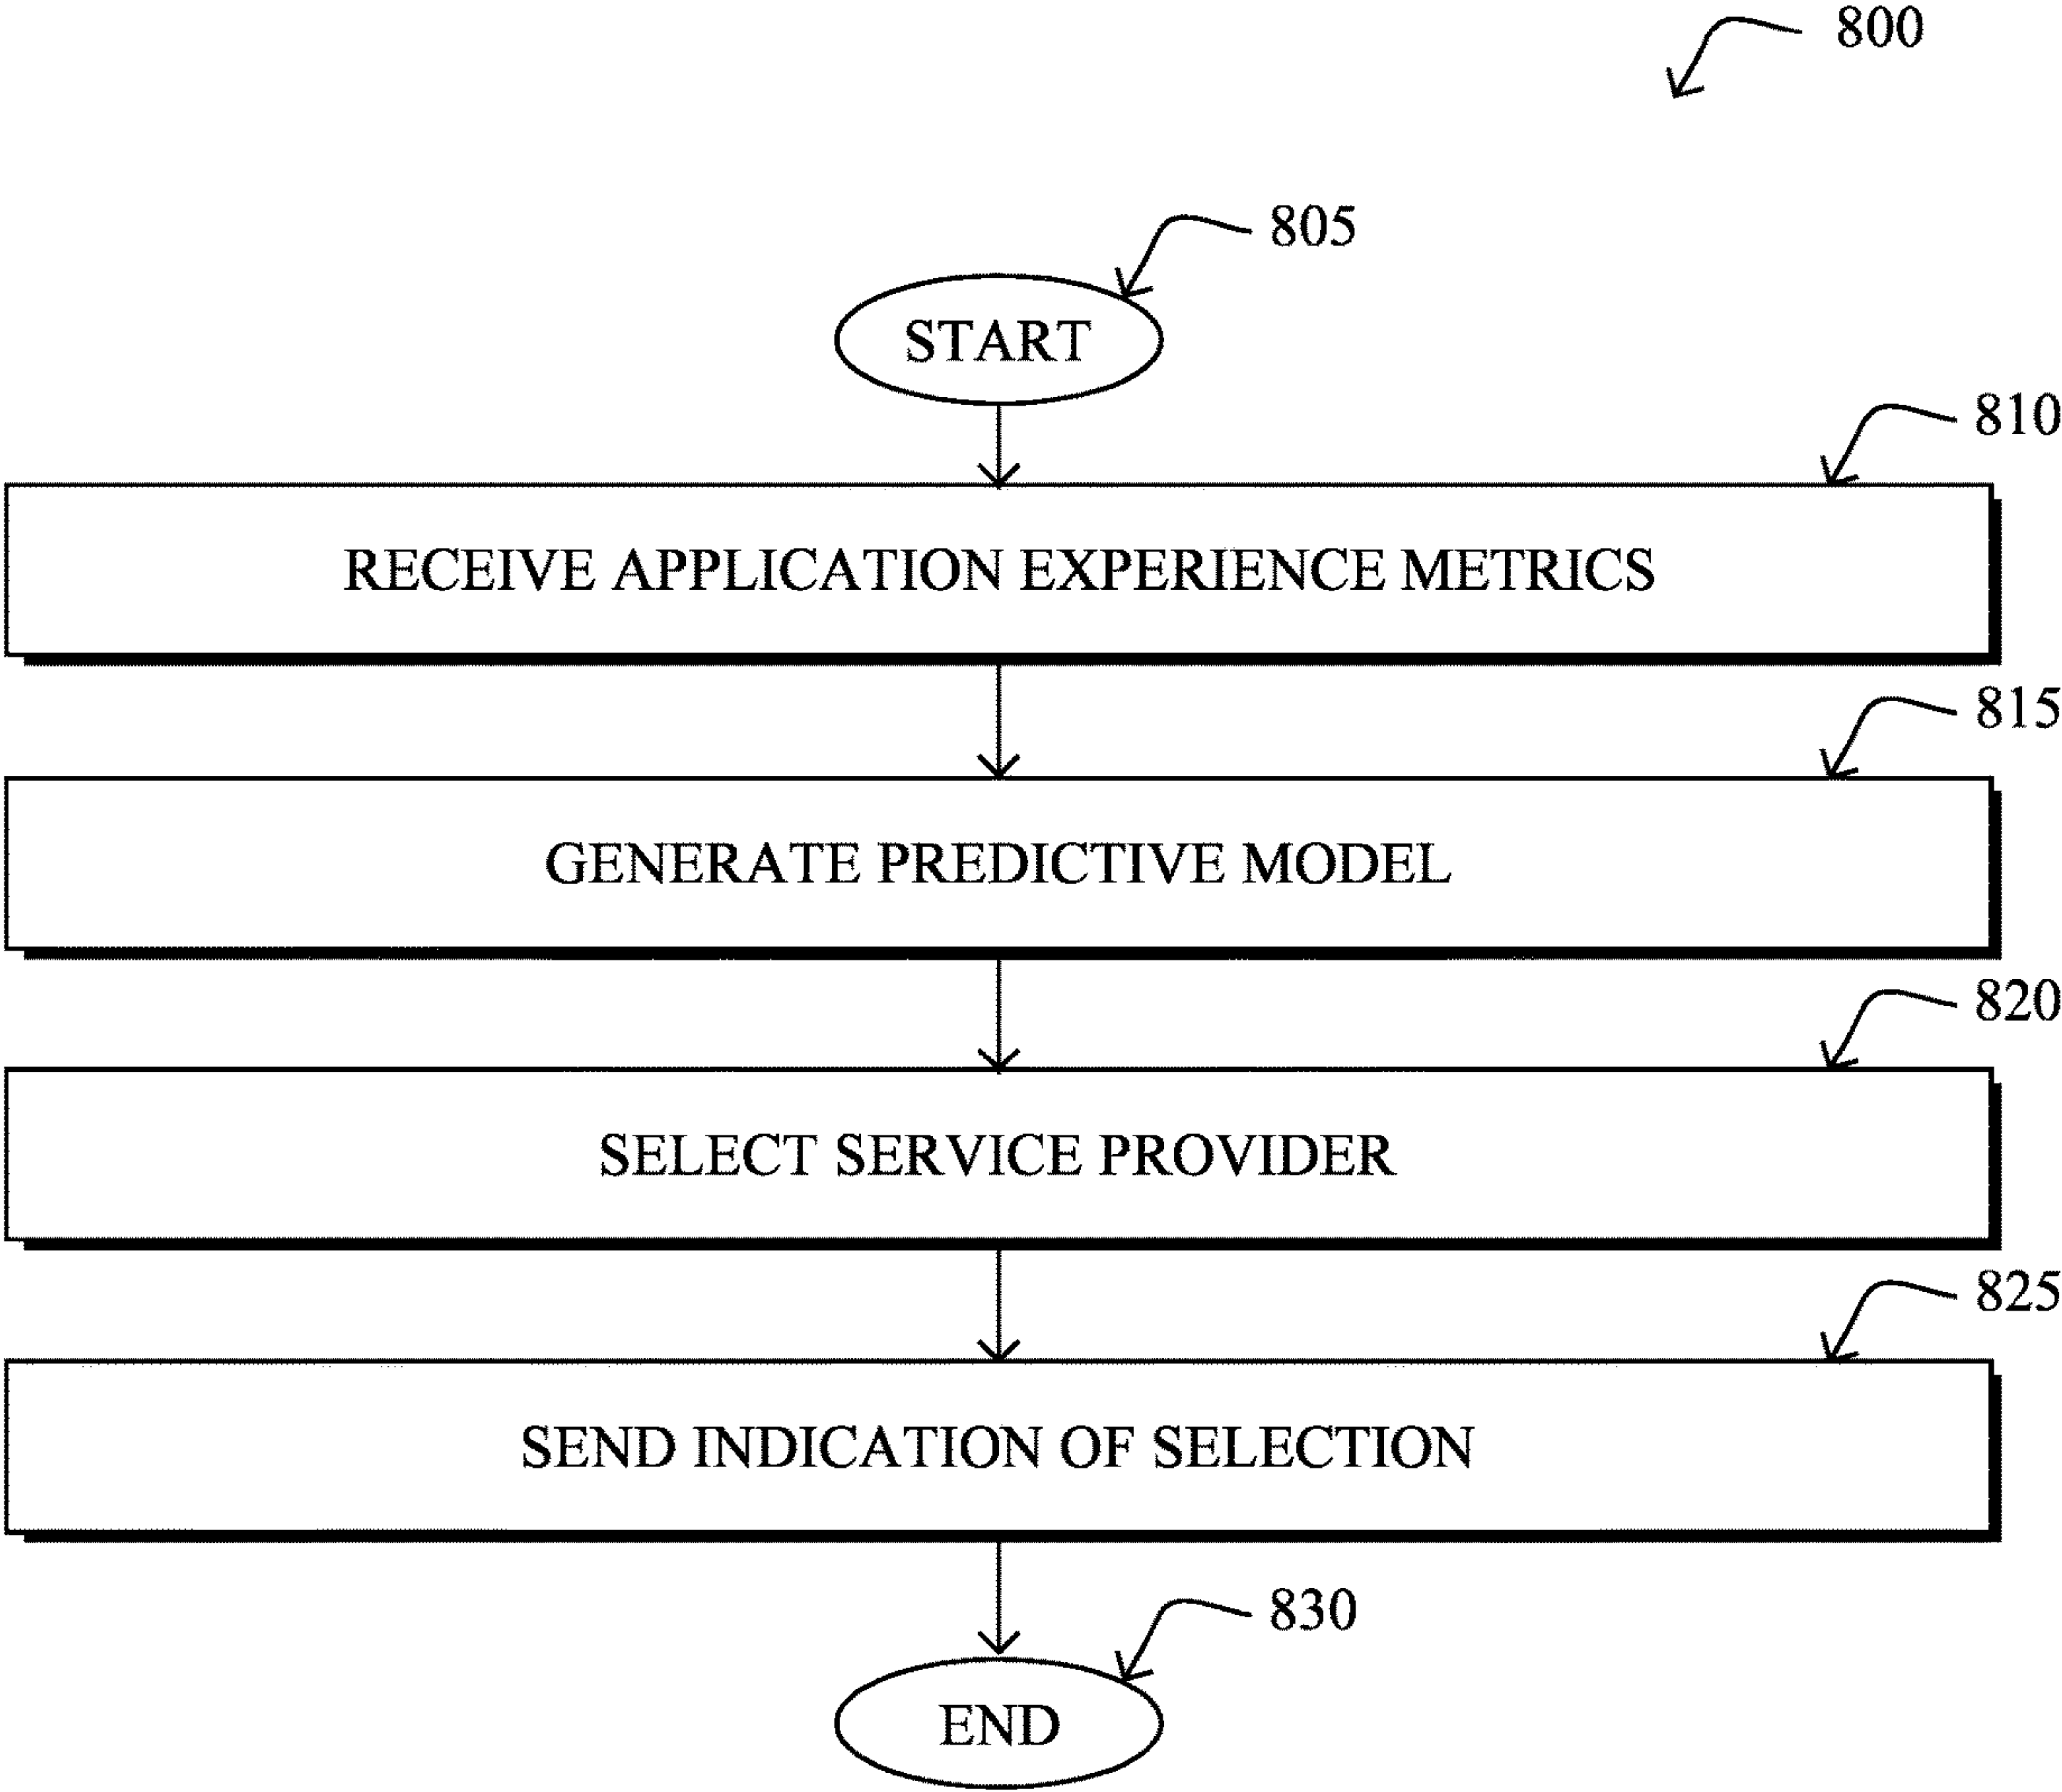 800
805
START
810
RECEIVE APPLICATION EXPERIENCE METRICS
815
GENERATE PREDICTIVE MODEL
820
SELECT SERVICE PROVIDER
825
SEND INDICATION OF SELECTION
830
END